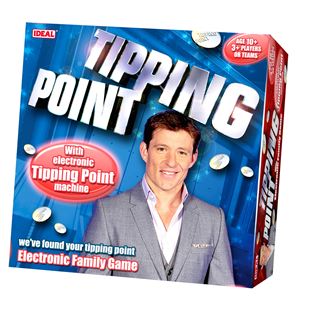 IDEAL
AGE 10+
3+ PLAYERS
OR TEAMS
TIPPING
POINT
With
electronic
Tipping Point
machine
we've found your tipping point
Electronic Family Game
TIPPING
POINT
IDEAL